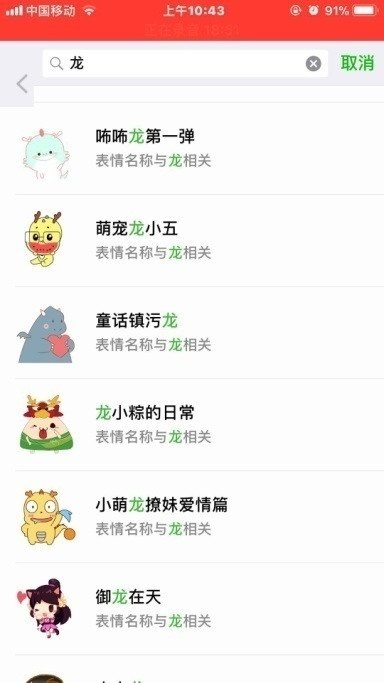 中国移动 上午10:43 91%
龙 取消
咘咘龙第一弹
表情名称与龙相关
萌宠龙小五
表情名称与龙相关
童话镇污龙
表情名称与龙相关
龙小粽的日常
表情名称与龙相关
小萌龙撩妹爱情篇
表情名称与龙相关
御龙在天
表情名称与龙相关